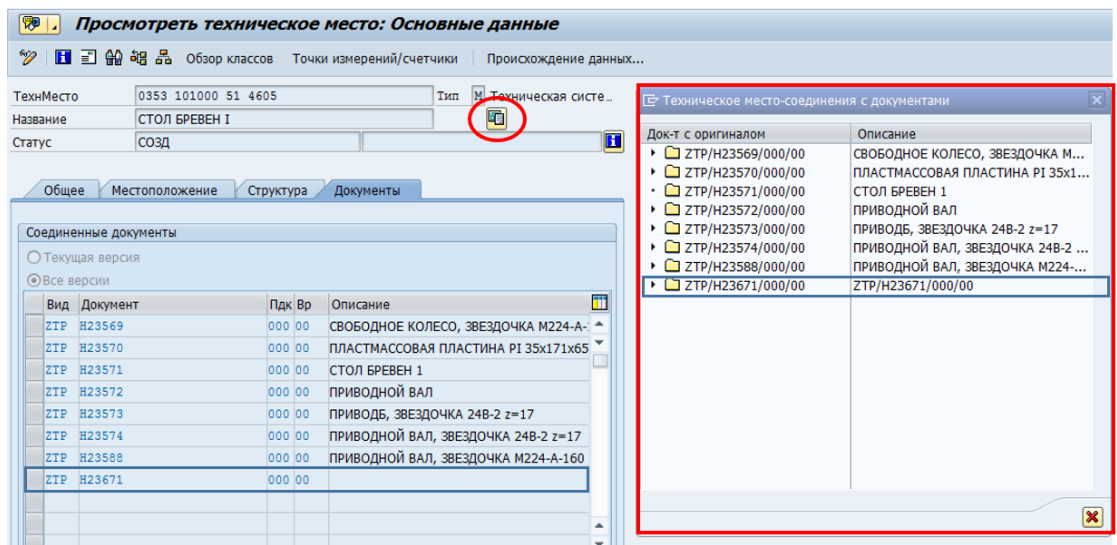 Просмотреть техническое место: Основные данные
Обзор классов Точки измерений/счетчики Происхождение данных...
ТехнМесто 0353 101000 51 4605 Тип M Техническая систе...
Название СТОЛ БРЕВЕН I
Статус СОЗД
Общее Местоположение Структура Документы
Соединенные документы
Текущая версия
Все версии
Вид Документ Пдк Вр Описание
ZTP H23569 000 00 СВОБОДНОЕ КОЛЕСО, ЗВЕЗДОЧКА М224-А-
ZTP H23570 000 00 ПЛАСТМАССОВАЯ ПЛАСТИНА PI 35x171x65
ZTP H23571 000 00 СТОЛ БРЕВЕН 1
ZTP H23572 000 00 ПРИВОДНОЙ ВАЛ
ZTP H23573 000 00 ПРИВОДБ, ЗВЕЗДОЧКА 24В-2 z=17
ZTP H23574 000 00 ПРИВОДНОЙ ВАЛ, ЗВЕЗДОЧКА 24В-2 z=17
ZTP H23588 000 00 ПРИВОДНОЙ ВАЛ, ЗВЕЗДОЧКА М224-А-160
ZTP H23671 000 00
Техническое место-соединения с документами
Док-т с оригиналом Описание
ZTP/H23569/000/00 СВОБОДНОЕ КОЛЕСО, ЗВЕЗДОЧКА М...
ZTP/H23570/000/00 ПЛАСТМАССОВАЯ ПЛАСТИНА PI 35x1...
ZTP/H23571/000/00 СТОЛ БРЕВЕН 1
ZTP/H23572/000/00 ПРИВОДНОЙ ВАЛ
ZTP/H23573/000/00 ПРИВОДБ, ЗВЕЗДОЧКА 24В-2 z=17
ZTP/H23574/000/00 ПРИВОДНОЙ ВАЛ, ЗВЕЗДОЧКА 24В-2 ...
ZTP/H23588/000/00 ПРИВОДНОЙ ВАЛ, ЗВЕЗДОЧКА М224-...
ZTP/H23671/000/00 ZTP/H23671/000/00